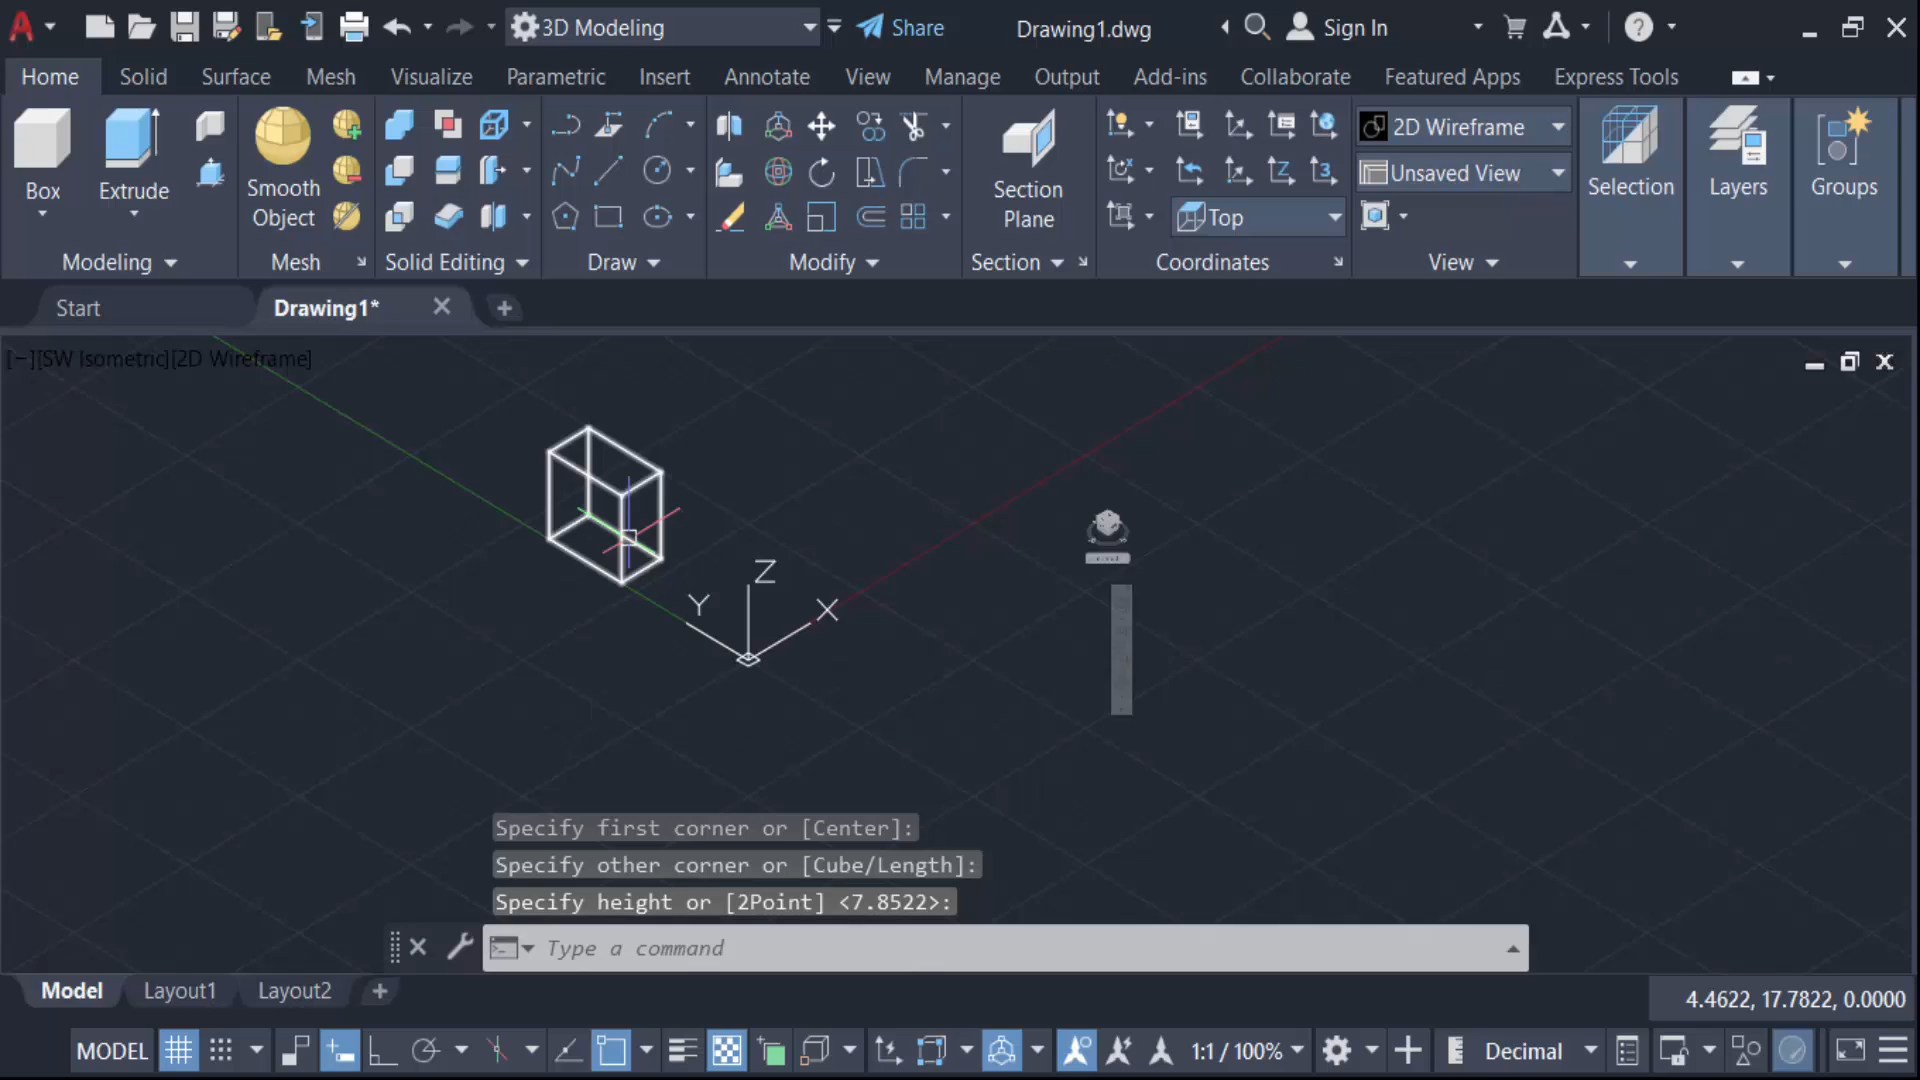 3D Modeling
Share
Drawing1.dwg
Sign In
Home
Solid
Surface
Mesh
Visualize
Parametric
Insert
Annotate
View
Manage
Output
Add-ins
Collaborate
Featured Apps
Express Tools
Box
Extrude
Smooth
Object
Section
Plane
2D Wireframe
Unsaved View
Top
Selection
Layers
Groups
Modeling
Mesh
Solid Editing
Draw
Modify
Section
Coordinates
View
Start
Drawing1*
[−][SW Isometric][2D Wireframe]
Z
Y
X
Specify first corner or [Center]:
Specify other corner or [Cube/Length]:
Specify height or [2Point] <7.8522>:
Type a command
Model
Layout1
Layout2
4.4622, 17.7822, 0.0000
MODEL
1:1 / 100%
Decimal